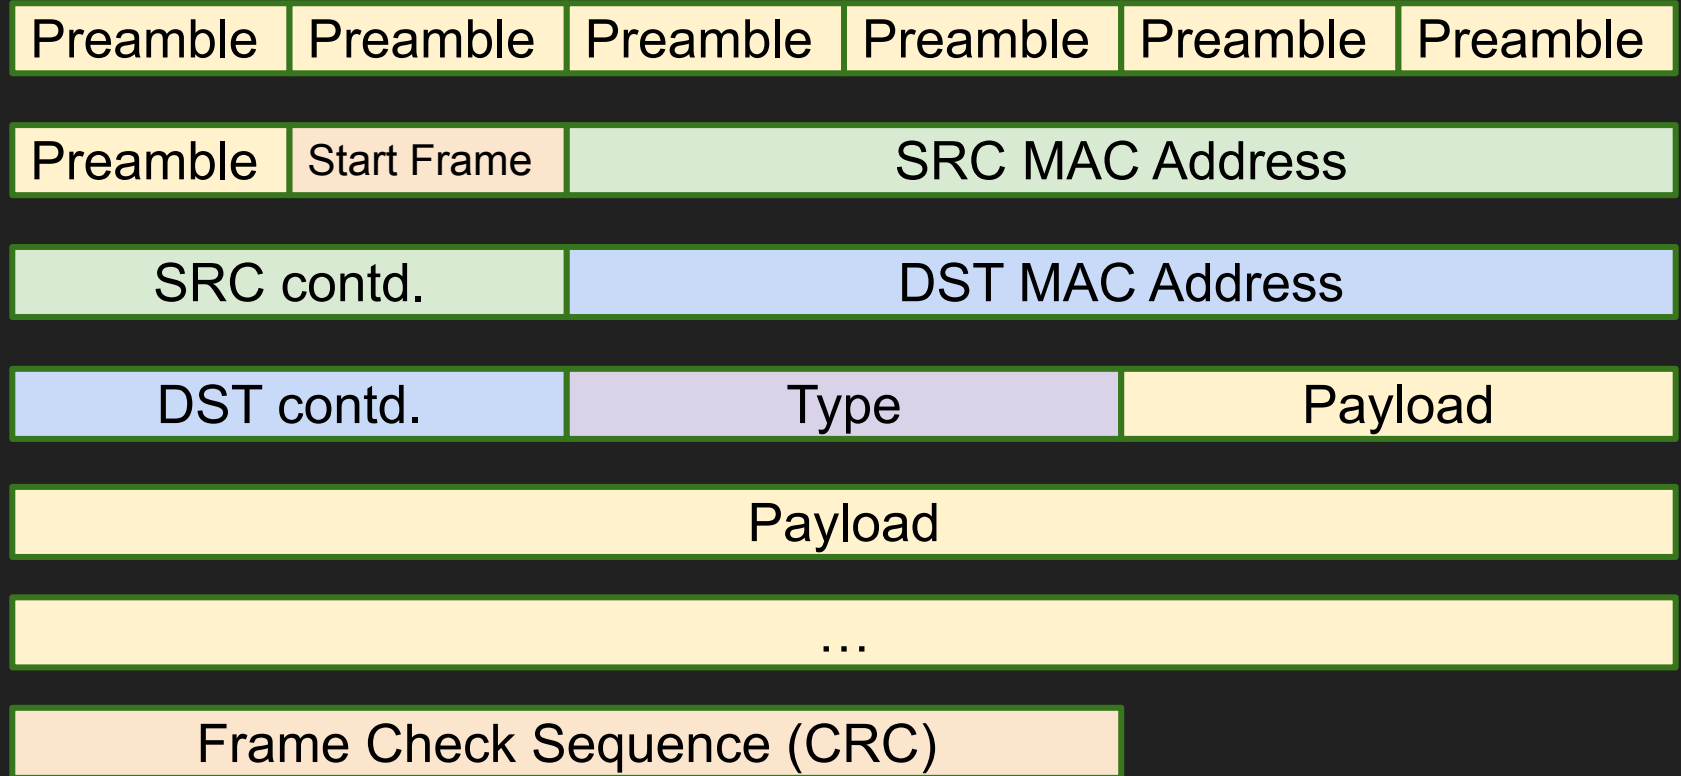 Preamble Preamble Preamble Preamble Preamble Preamble
Preamble Start Frame SRC MAC Address
SRC contd. DST MAC Address
DST contd. Type Payload
Payload
…
Frame Check Sequence (CRC)